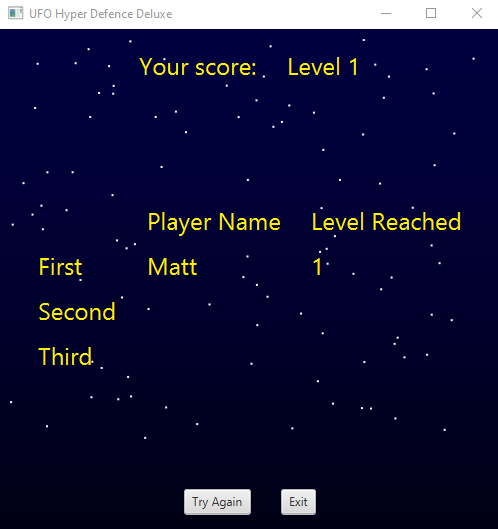 UFO Hyper Defence Deluxe
Your score: Level 1
Player Name Level Reached
First Matt 1
Second
Third
Try Again Exit